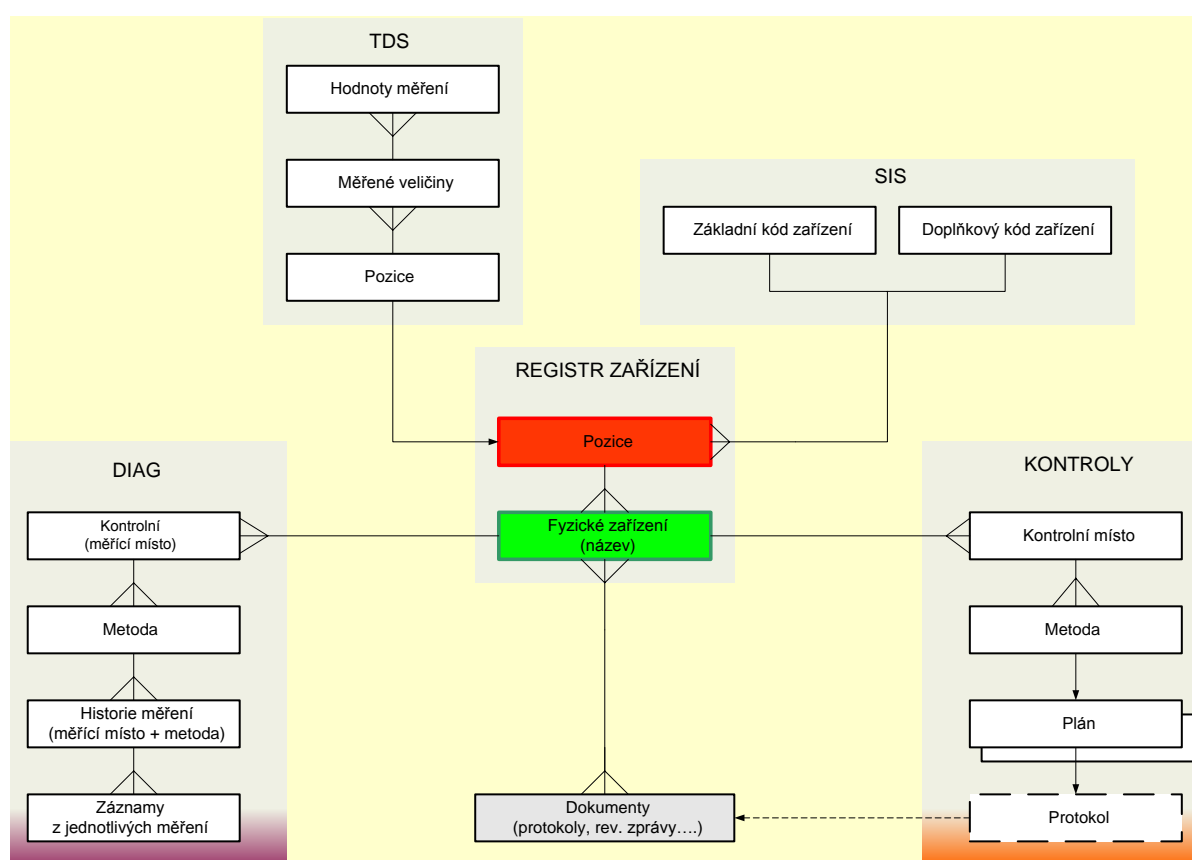 TDS
Hodnoty měření
Měřené veličiny
Pozice
SIS
Základní kód zařízení
Doplňkový kód zařízení
REGISTR ZAŘÍZENÍ
Pozice
Fyzické zařízení
(název)
DIAG
Kontrolní
(měřící místo)
Metoda
Historie měření
(měřící místo + metoda)
Záznamy
z jednotlivých měření
Dokumenty
(protokoly, rev. zprávy....)
KONTROLY
Kontrolní místo
Metoda
Plán
Protokol